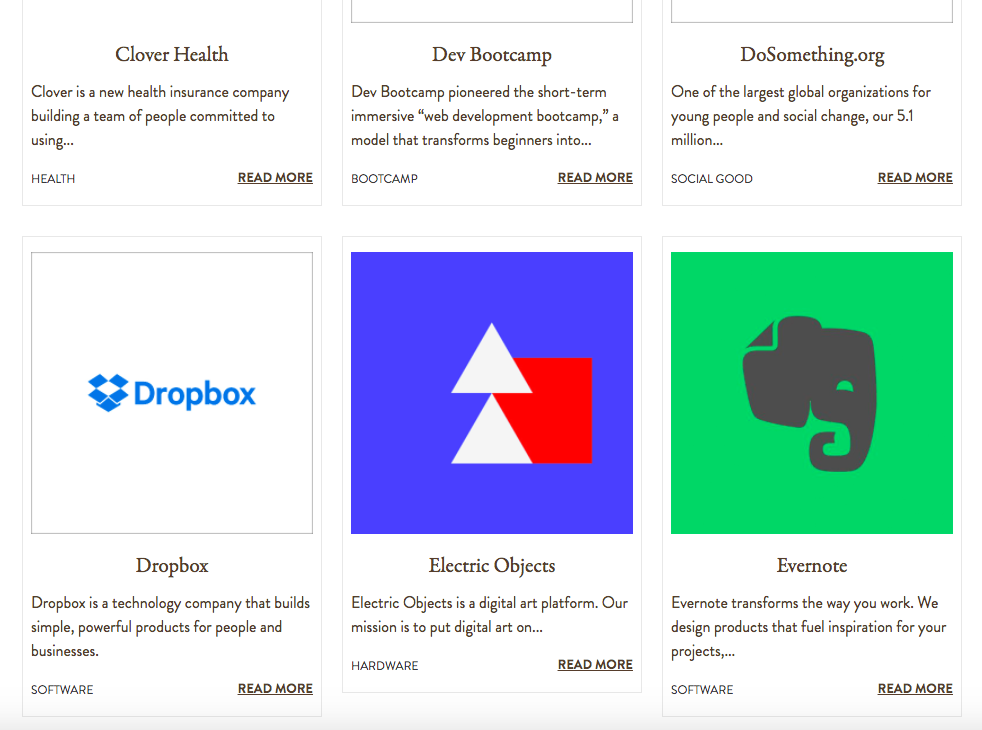 Clover Health
Clover is a new health insurance company
building a team of people committed to
using...
HEALTH
READ MORE
Dev Bootcamp
Dev Bootcamp pioneered the short-term
immersive “web development bootcamp,” a
model that transforms beginners into...
BOOTCAMP
READ MORE
DoSomething.org
One of the largest global organizations for
young people and social change, our 5.1
million...
SOCIAL GOOD
READ MORE
Dropbox
Dropbox
Dropbox is a technology company that builds
simple, powerful products for people and
businesses.
SOFTWARE
READ MORE
Electric Objects
Electric Objects is a digital art platform. Our
mission is to put digital art on...
HARDWARE
READ MORE
Evernote
Evernote transforms the way you work. We
design products that fuel inspiration for your
projects,...
SOFTWARE
READ MORE